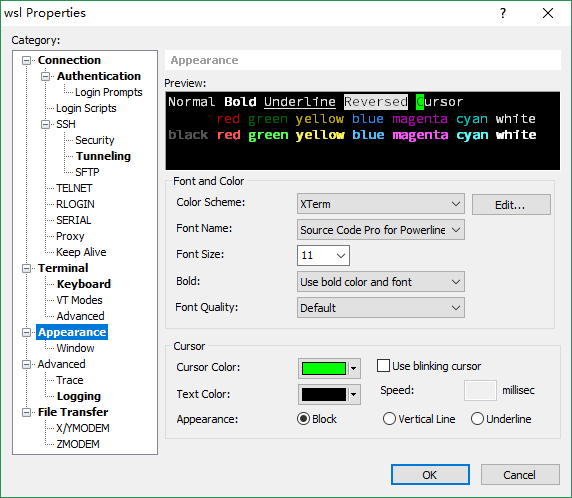 wsl Properties
Category:
Connection
Authentication
Login Prompts
Login Scripts
SSH
Security
Tunneling
SFTP
TELNET
RLOGIN
SERIAL
Proxy
Keep Alive
Terminal
Keyboard
VT Modes
Advanced
Appearance
Window
Advanced
Trace
Logging
File Transfer
X/YMODEM
ZMODEM
Appearance
Preview:
Normal Bold Underline Reversed Cursor
red green yellow blue magenta cyan white
black red green yellow blue magenta cyan white
Font and Color
Color Scheme: XTerm Edit...
Font Name: Source Code Pro for Powerline
Font Size: 11
Bold: Use bold color and font
Font Quality: Default
Cursor
Cursor Color: Use blinking cursor
Text Color: Speed: millisec
Appearance: Block Vertical Line Underline
OK Cancel